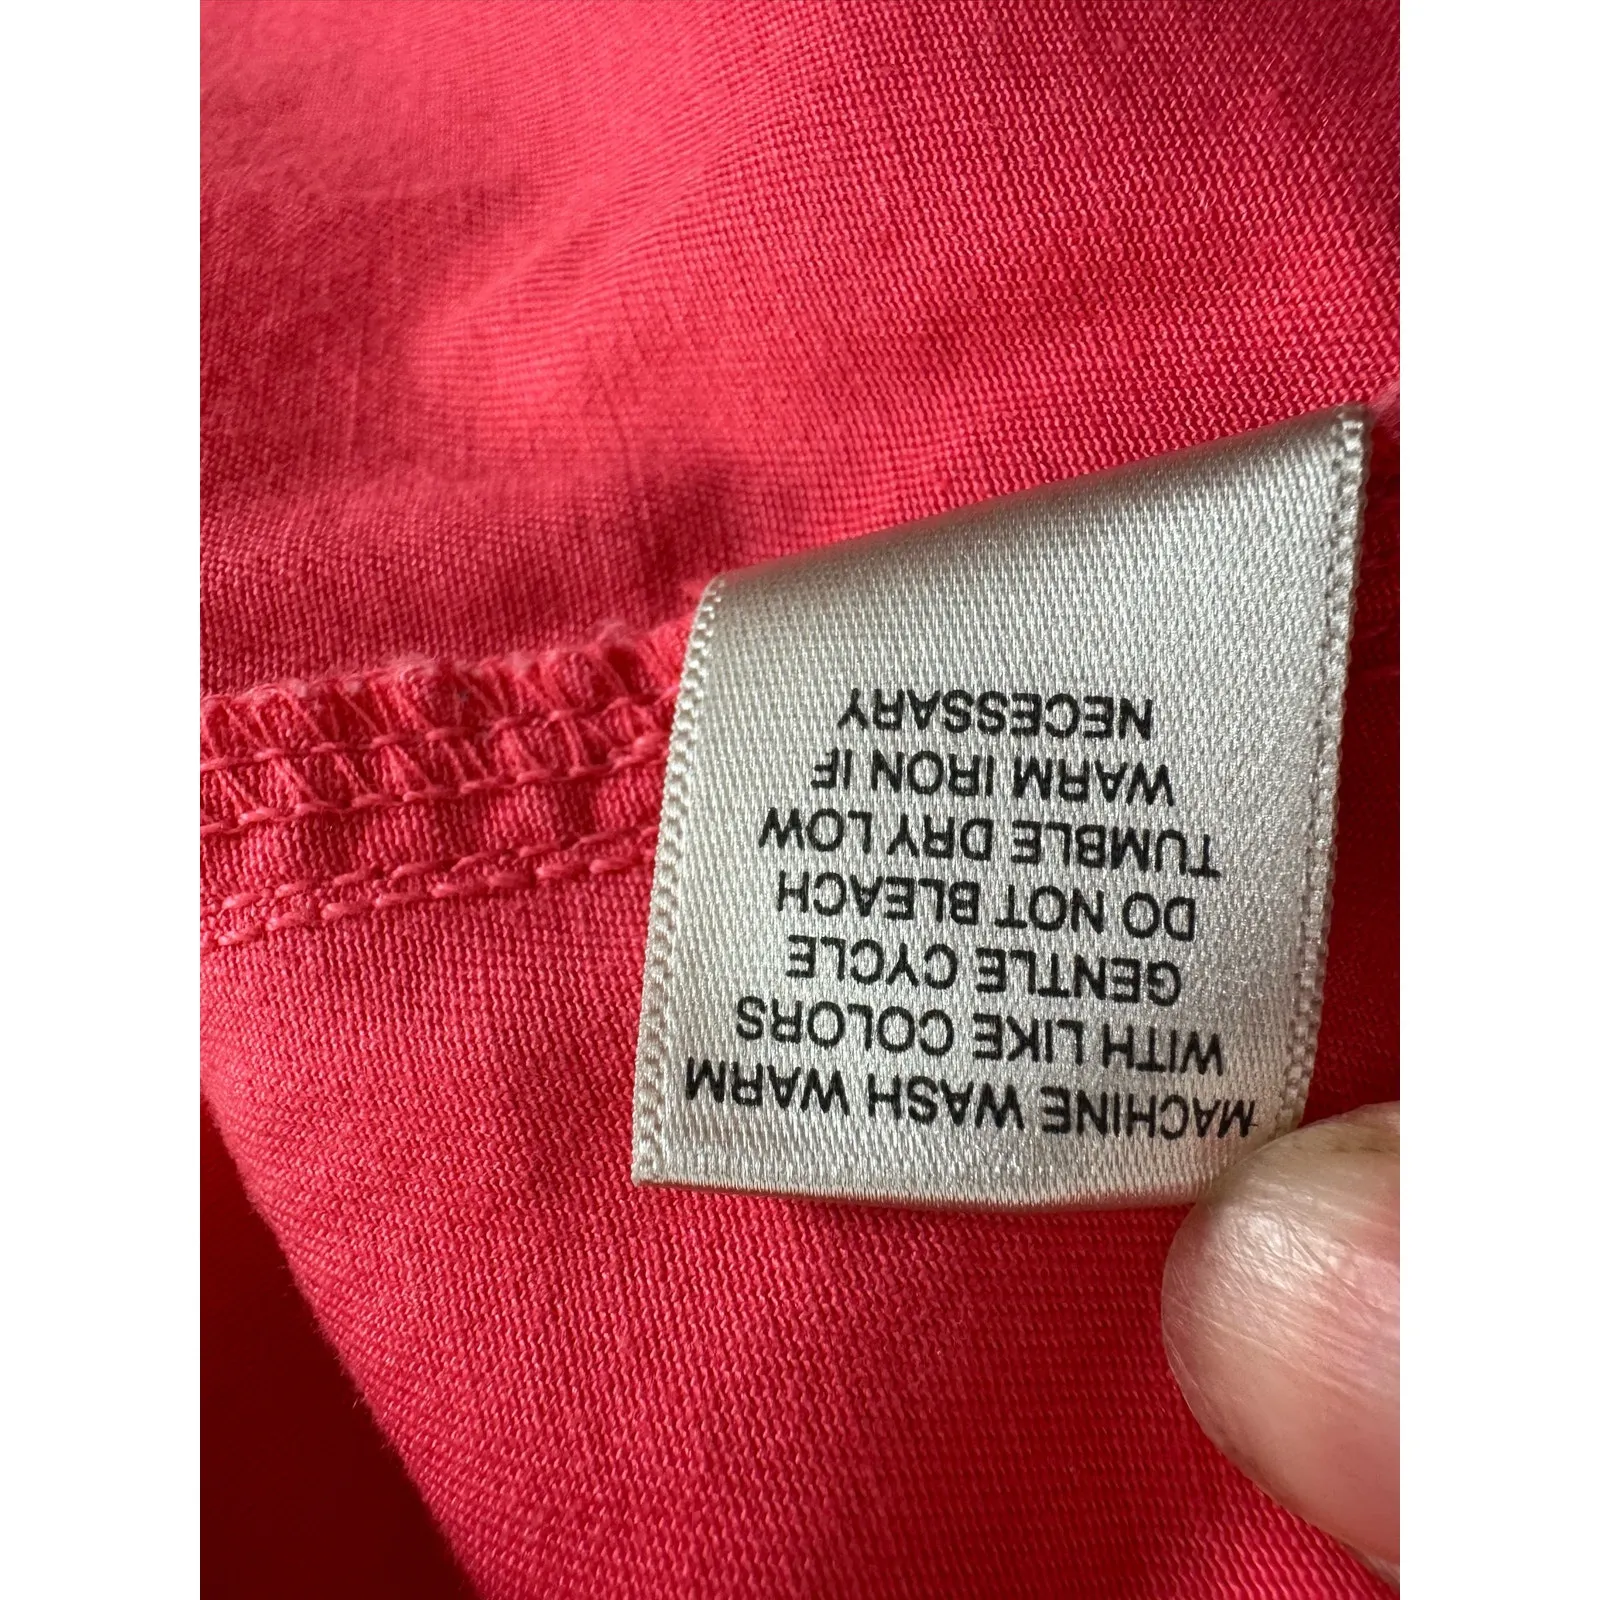 MACHINE WASH WARM
WITH LIKE COLORS
GENTLE CYCLE
DO NOT BLEACH
TUMBLE DRY LOW
WARM IRON IF
NECESSARY